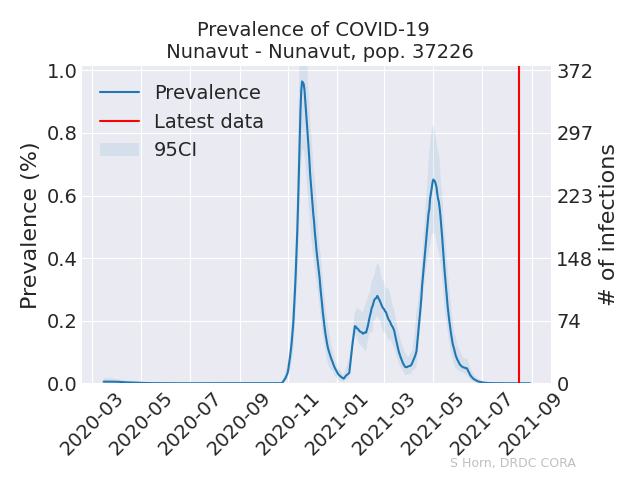 Prevalence of COVID-19
Nunavut - Nunavut, pop. 37226
Prevalence
Latest data
95CI
Prevalence (%)
1.0
0.8
0.6
0.4
0.2
0.0
372
297
223
148
74
0
# of infections
2020-03
2020-05
2020-07
2020-09
2020-11
2021-01
2021-03
2021-05
2021-07
2021-09
S Horn, DRDC CORA